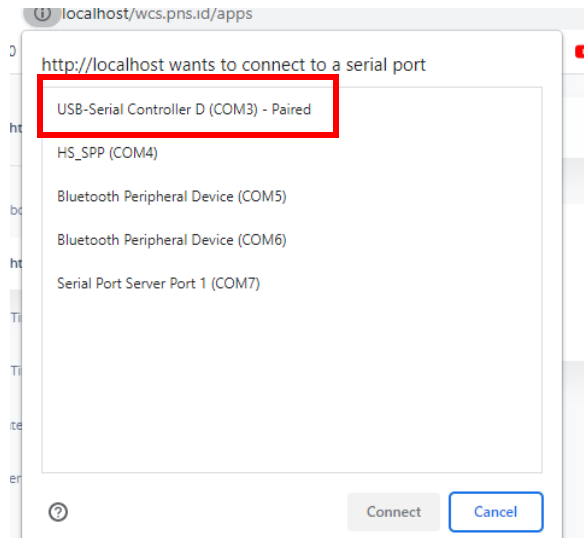 localhost/wcs.pns.id/apps
http://localhost wants to connect to a serial port
USB-Serial Controller D (COM3) - Paired
HS_SPP (COM4)
Bluetooth Peripheral Device (COM5)
Bluetooth Peripheral Device (COM6)
Serial Port Server Port 1 (COM7)
Connect
Cancel